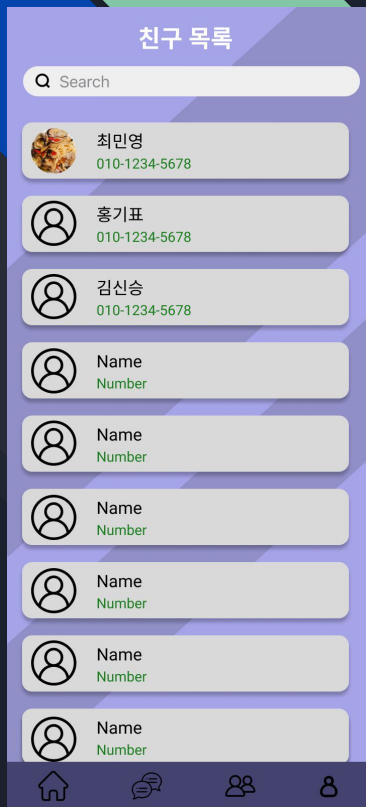 친구 목록
Search
최민영
010-1234-5678
홍기표
010-1234-5678
김신승
010-1234-5678
Name
Number
Name
Number
Name
Number
Name
Number
Name
Number
Name
Number